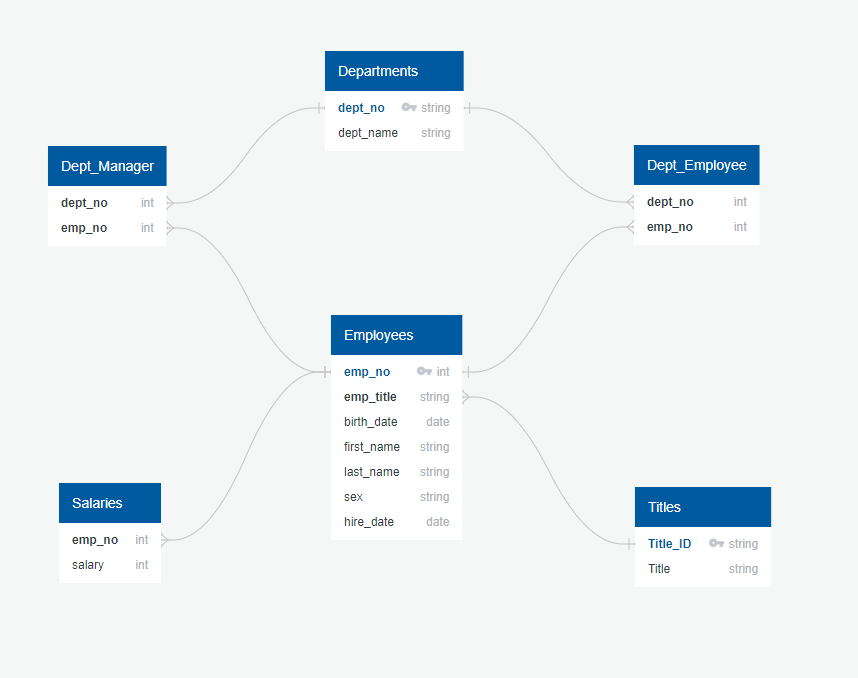 Departments
dept_no string
dept_name string
Dept_Manager
dept_no int
emp_no int
Dept_Employee
dept_no int
emp_no int
Employees
emp_no int
emp_title string
birth_date date
first_name string
last_name string
sex string
hire_date date
Salaries
emp_no int
salary int
Titles
Title_ID string
Title string